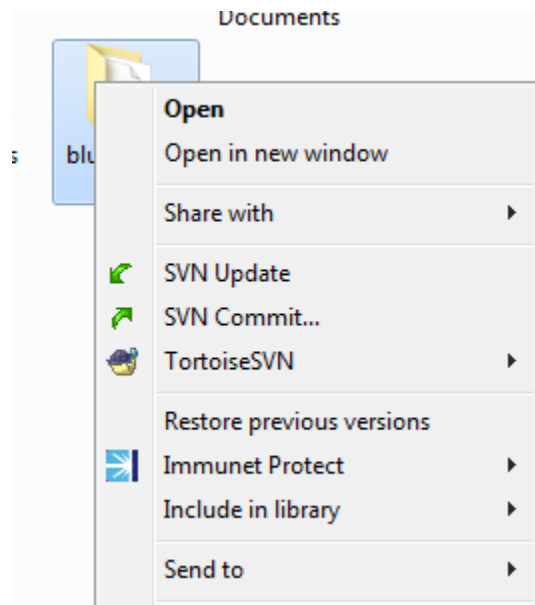 Documents
Open
blu
s
Open in new window
Share with
SVN Update
SVN Commit...
TortoiseSVN
Restore previous versions
Immunet Protect
Include in library
Send to